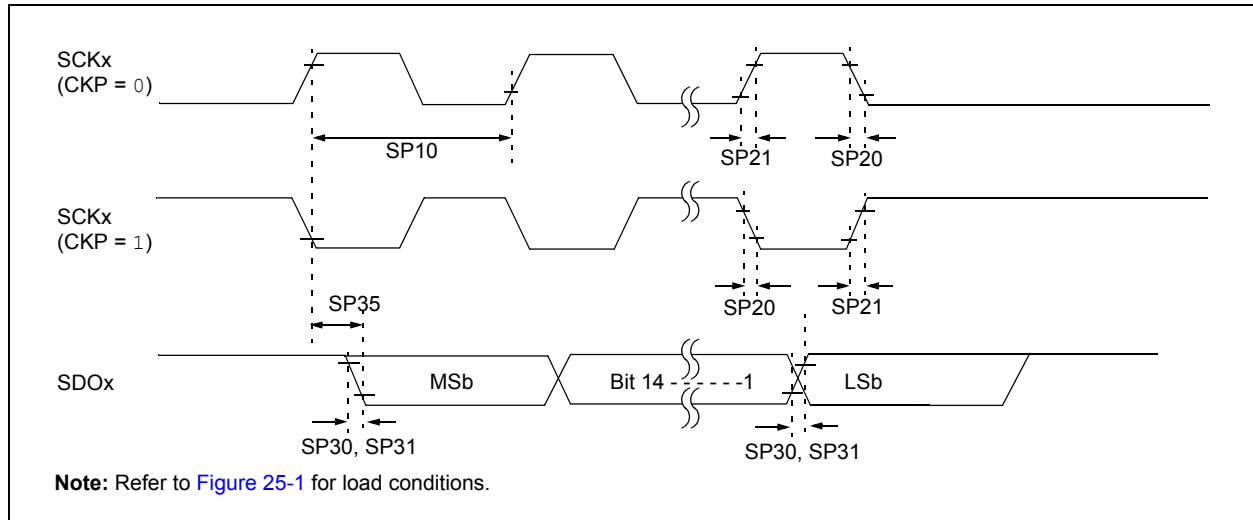 SCKx
(CKP = 0)
SP10
SP21
SP20
SCKx
(CKP = 1)
SP35
SP20
SP21
SDOx
MSb
Bit 14 - - - - - -1
LSb
SP30, SP31
SP30, SP31
Note: Refer to Figure 25-1 for load conditions.